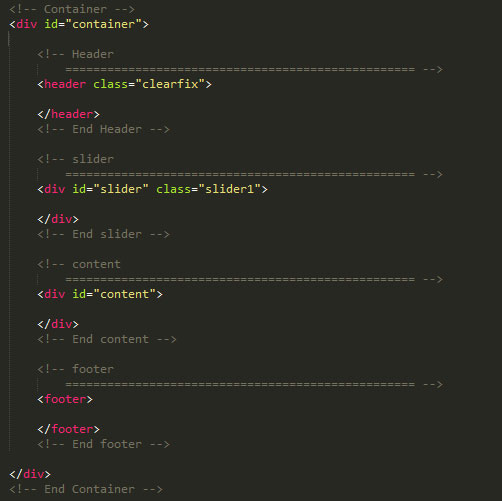 <!-- Container -->
<div id="container">
<!-- Header
================================================== -->
<header class="clearfix">
</header>
<!-- End Header -->
<!-- slider
================================================== -->
<div id="slider" class="slider1">
</div>
<!-- End slider -->
<!-- content
================================================== -->
<div id="content">
</div>
<!-- End content -->
<!-- footer
================================================== -->
<footer>
</footer>
<!-- End footer -->
</div>
<!-- End Container -->